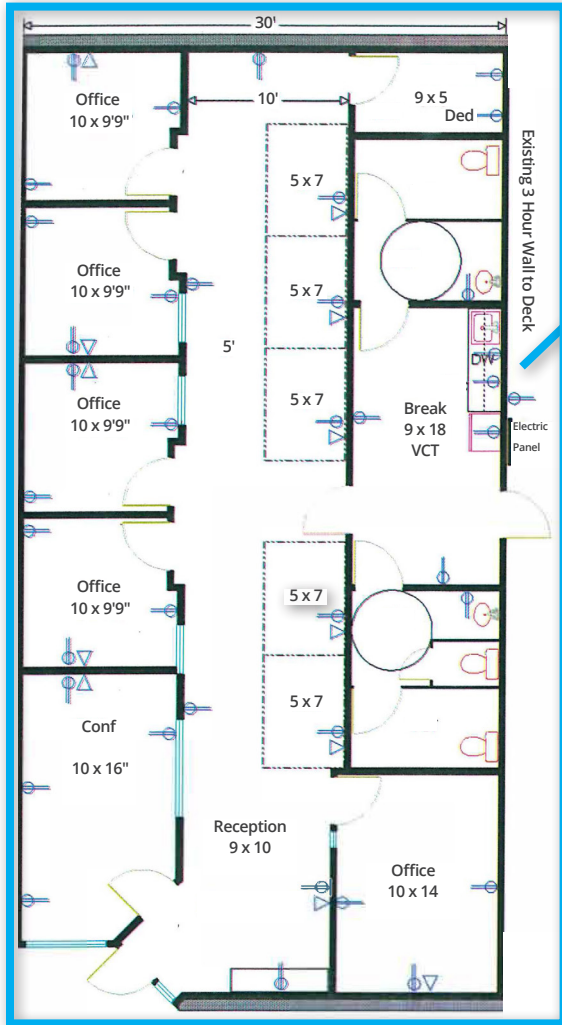 30'
Office
10 x 9'9"
10'
9 x 5
Ded
Existing 3 Hour Wall to Deck
5 x 7
Office
10 x 9'9"
5 x 7
5'
DW
Office
10 x 9'9"
5 x 7
Break
9 x 18
VCT
Electric
Panel
Office
10 x 9'9"
5 x 7
5 x 7
Conf
10 x 16"
Reception
9 x 10
Office
10 x 14